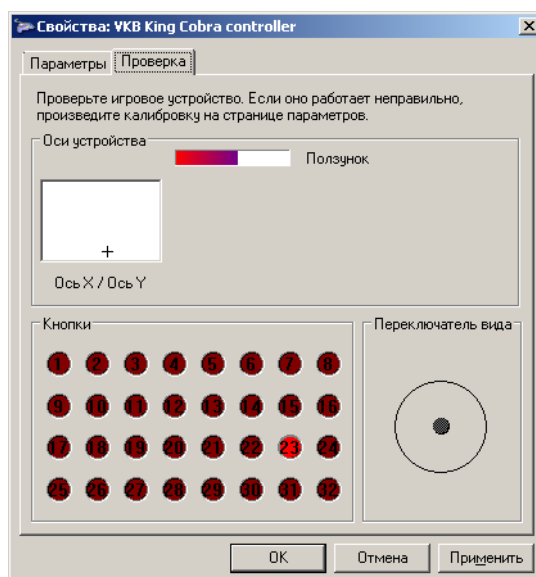 Свойства: VKB King Cobra controller
Параметры Проверка
Проверьте игровое устройство. Если оно работает неправильно,
произведите калибровку на странице параметров.
Оси устройства
Ползунок
Ось X / Ось Y
Кнопки
Переключатель вида
1 2 3 4 5 6 7 8
9 10 11 12 13 14 15 16
17 18 19 20 21 22 23 24
25 26 27 28 29 30 31 32
OK Отмена Применить